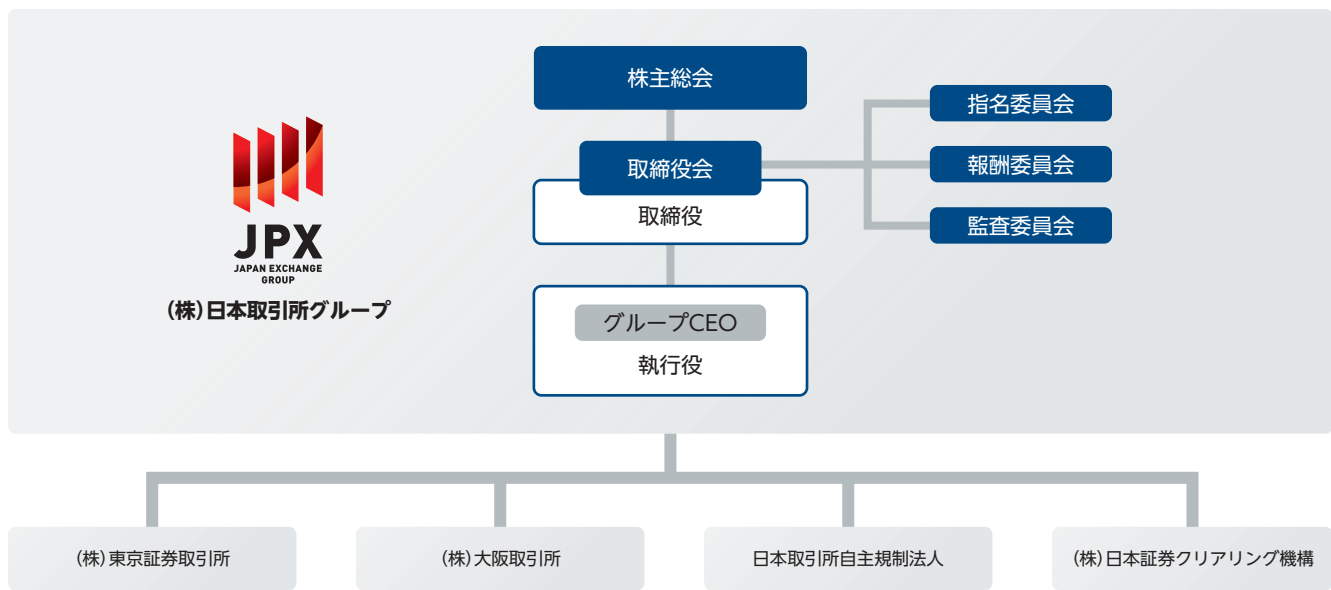 株主総会
指名委員会
取締役会
報酬委員会
取締役
監査委員会
JPX
JAPAN EXCHANGE
GROUP
(株)日本取引所グループ
グループCEO
執行役
(株)東京証券取引所
(株)大阪取引所
日本取引所自主規制法人
(株)日本証券クリアリング機構